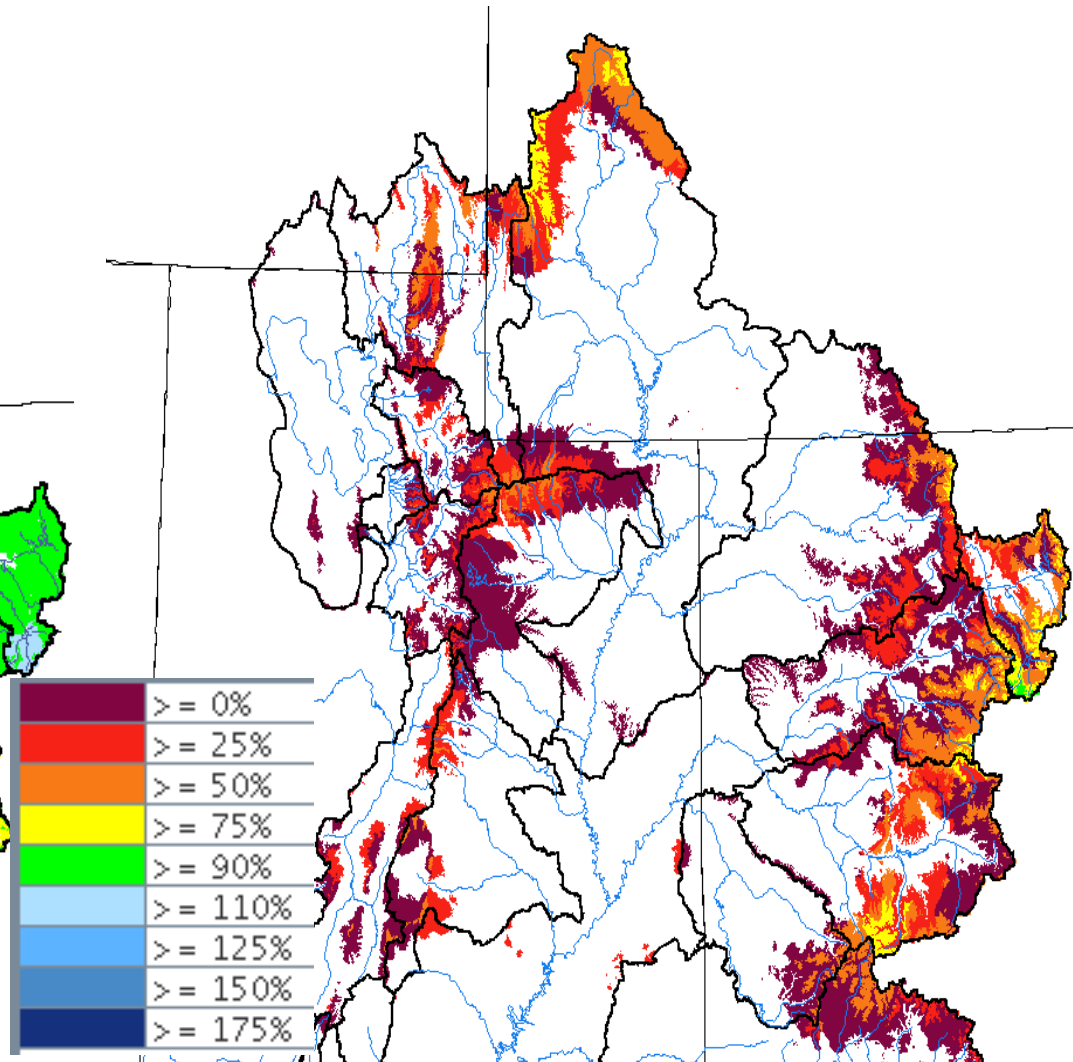 > = 0%
> = 25%
> = 50%
> = 75%
> = 90%
> = 110%
> = 125%
> = 150%
> = 175%